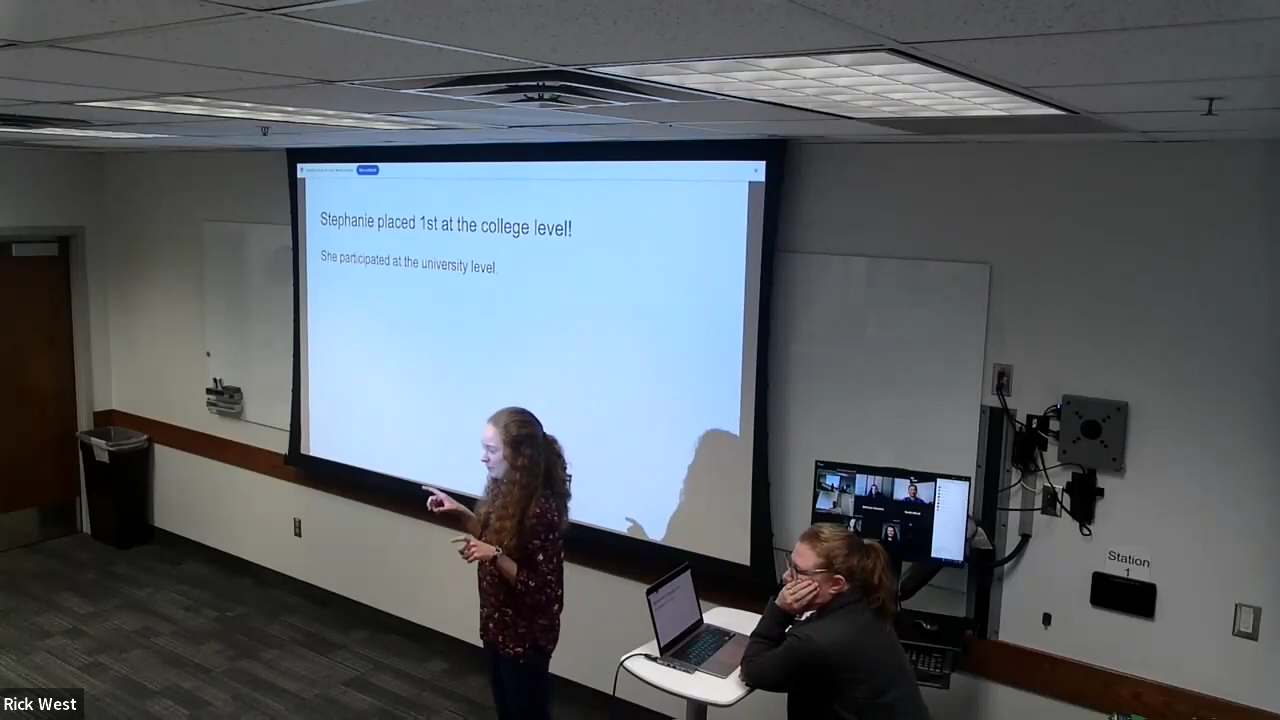 Stephanie placed 1st at the college level!
She participated at the university level.
Station
1
Rick West